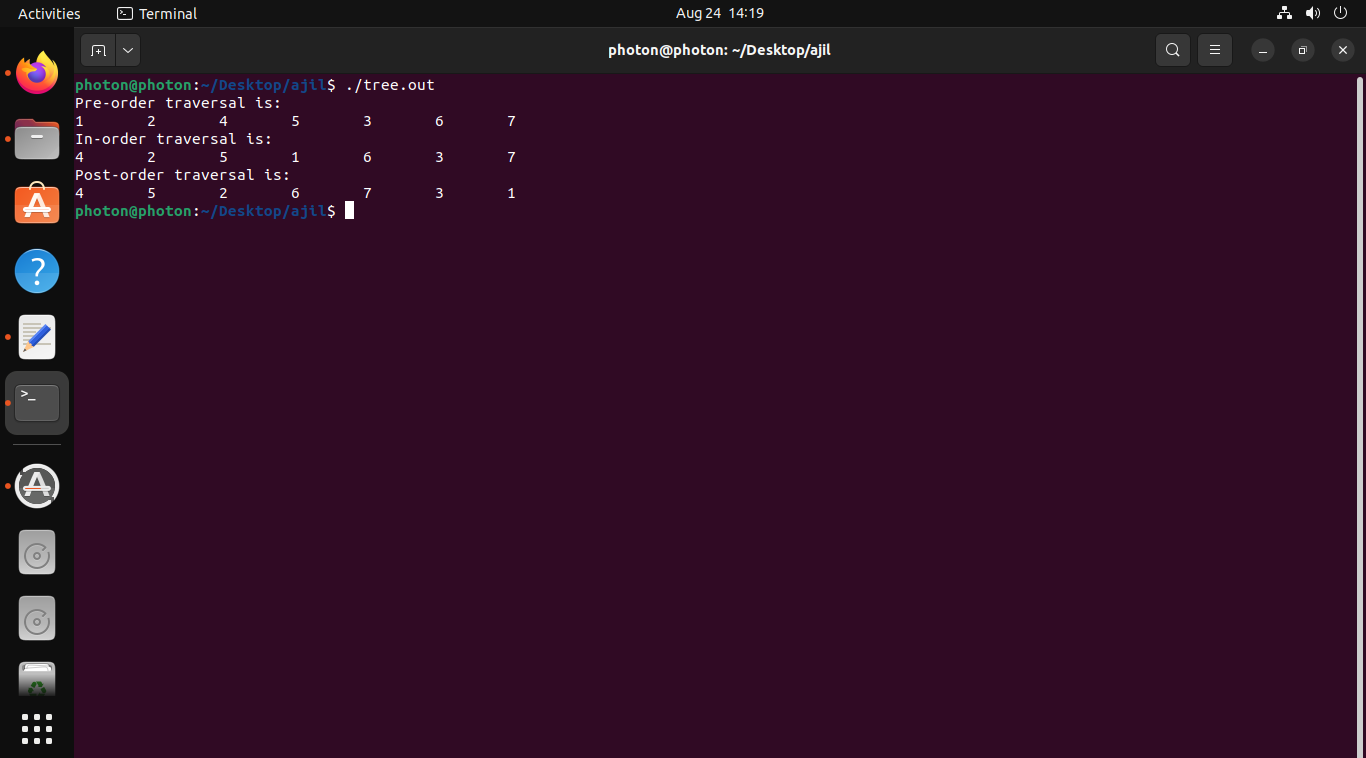 Activities Terminal Aug 24 14:19
photon@photon: ~/Desktop/ajil
photon@photon:~/Desktop/ajil$ ./tree.out
Pre-order traversal is:
1 2 4 5 3 6 7
In-order traversal is:
4 2 5 1 6 3 7
Post-order traversal is:
4 5 2 6 7 3 1
photon@photon:~/Desktop/ajil$